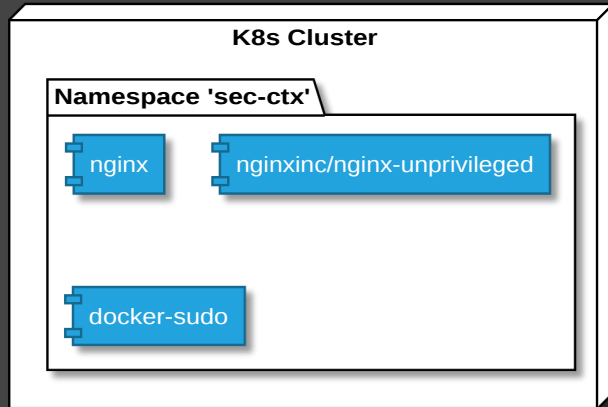 K8s Cluster
Namespace 'sec-ctx'
nginx
nginxinc/nginx-unprivileged
docker-sudo